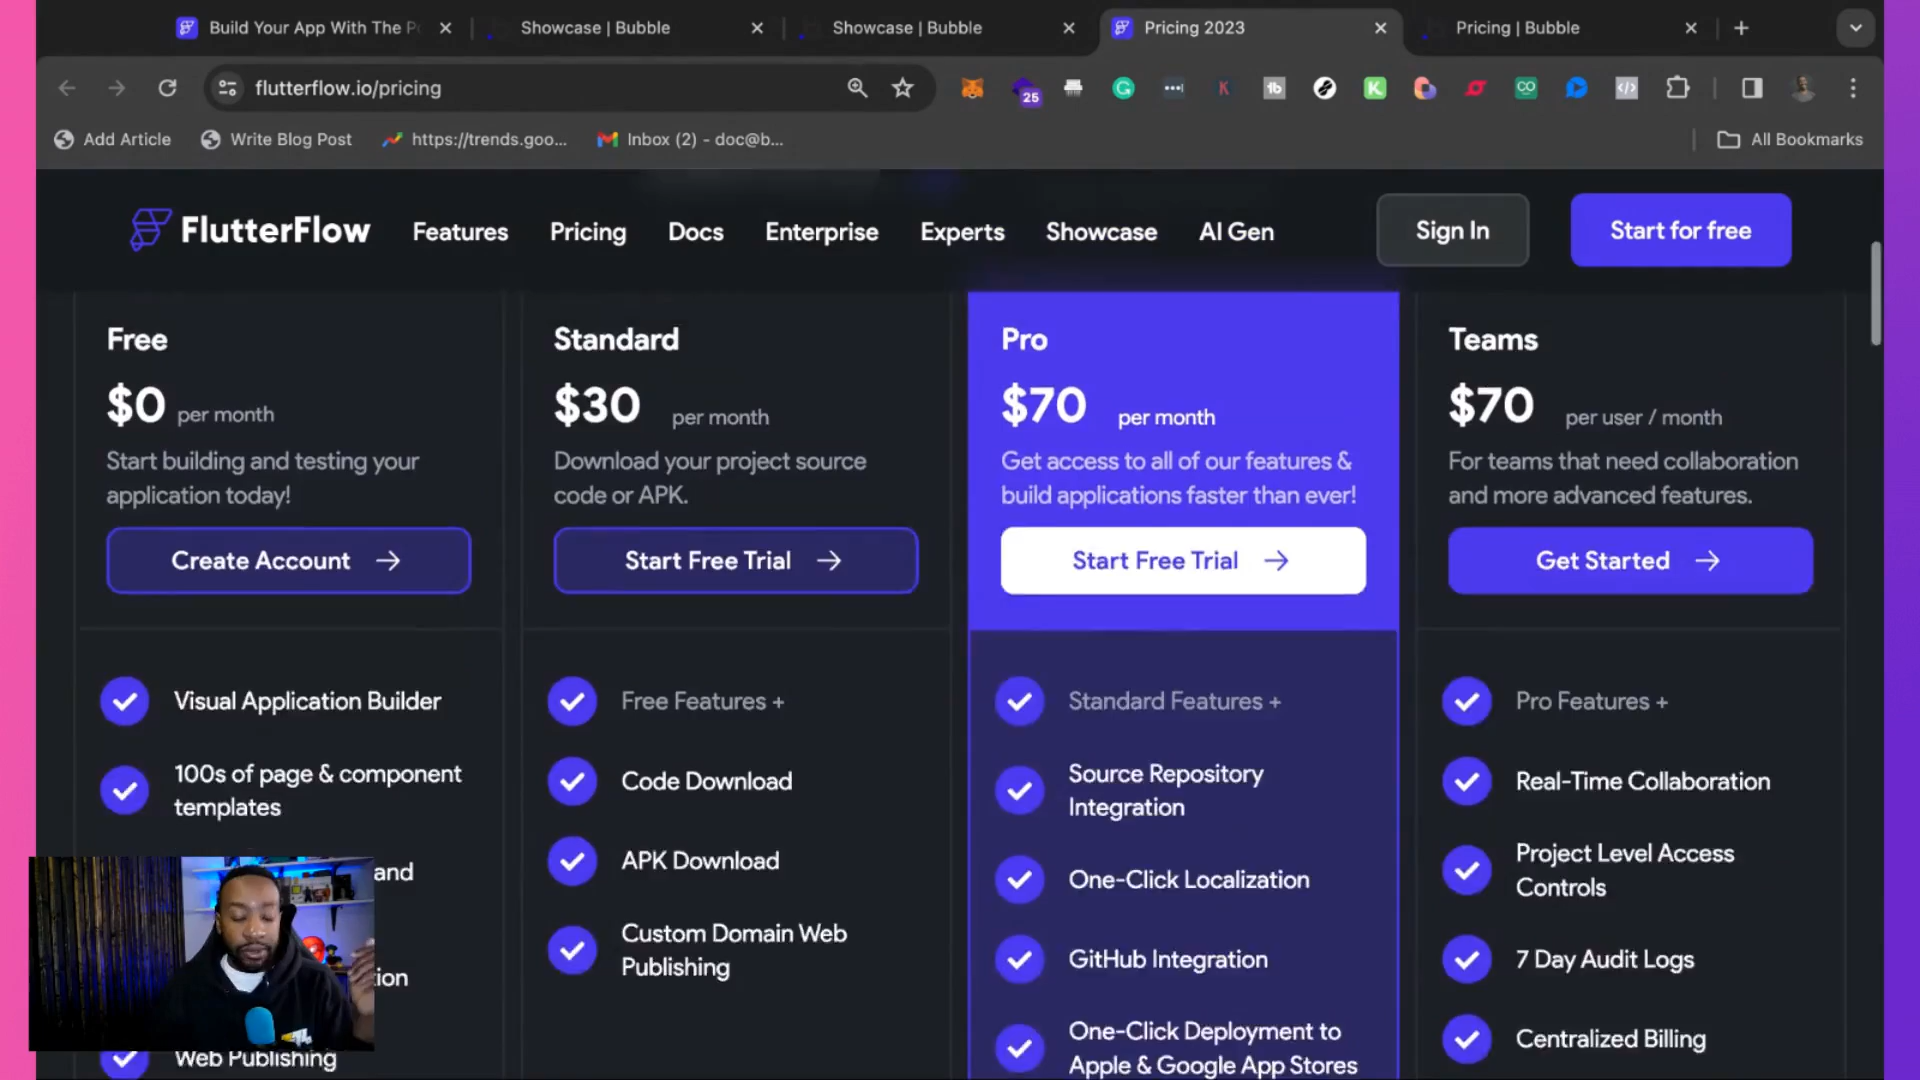 Build Your App With The P
Showcase | Bubble
Showcase | Bubble
Pricing 2023
Pricing | Bubble
flutterflow.io/pricing
25
Add Article
Write Blog Post
https://trends.goo...
Inbox (2) - doc@b...
All Bookmarks
FlutterFlow
Features
Pricing
Docs
Enterprise
Experts
Showcase
AI Gen
Sign In
Start for free
Free
$0 per month
Start building and testing your
application today!
Create Account
Visual Application Builder
100s of page & component
templates
and
tion
Web Publishing
Standard
$30 per month
Download your project source
code or APK.
Start Free Trial
Free Features +
Code Download
APK Download
Custom Domain Web
Publishing
Pro
$70 per month
Get access to all of our features &
build applications faster than ever!
Start Free Trial
Standard Features +
Source Repository
Integration
One-Click Localization
GitHub Integration
One-Click Deployment to
Apple & Google App Stores
Teams
$70 per user / month
For teams that need collaboration
and more advanced features.
Get Started
Pro Features +
Real-Time Collaboration
Project Level Access
Controls
7 Day Audit Logs
Centralized Billing